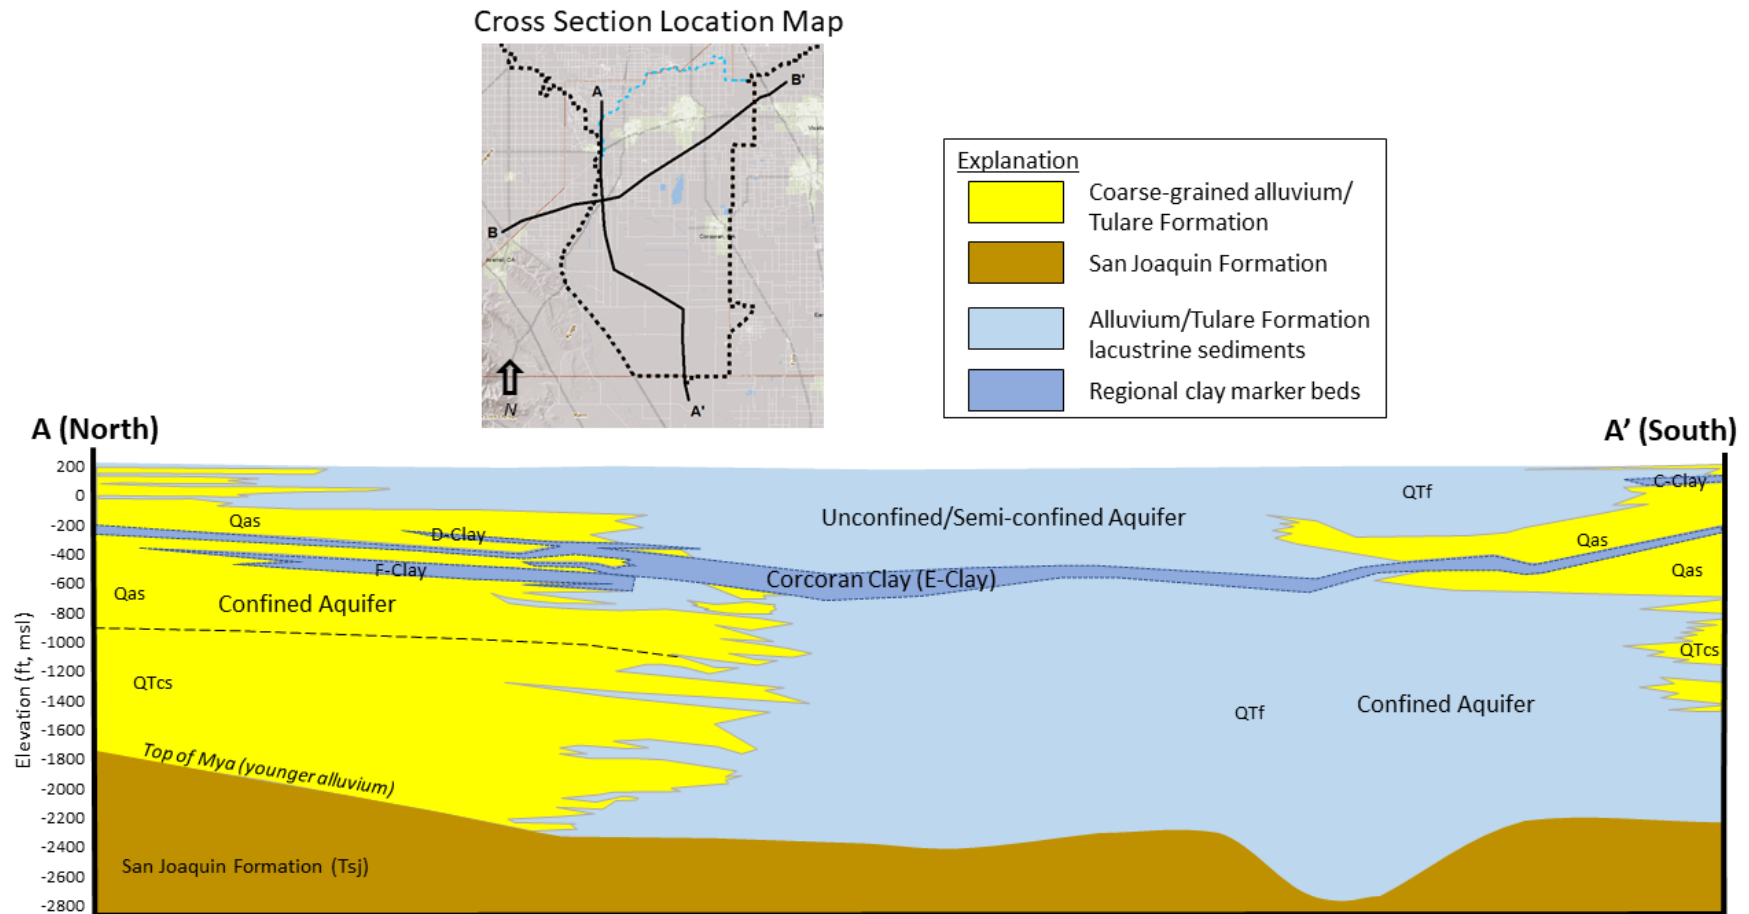 Cross Section Location Map
A
B'
B
Corcoran, CA
N
A'
Explanation
Coarse-grained alluvium/
Tulare Formation
San Joaquin Formation
Alluvium/Tulare Formation
lacustrine sediments
Regional clay marker beds
A (North)
A’ (South)
Elevation (ft, msl)
200
0
-200
-400
-600
-800
-1000
-1200
-1400
-1600
-1800
-2000
-2200
-2400
-2600
-2800
QTf
C-Clay
Qas
D-Clay
Unconfined/Semi-confined Aquifer
Qas
F-Clay
Corcoran Clay (E-Clay)
Qas
Qas
Confined Aquifer
QTcs
QTcs
QTf
Confined Aquifer
Top of Mya (younger alluvium)
San Joaquin Formation (Tsj)